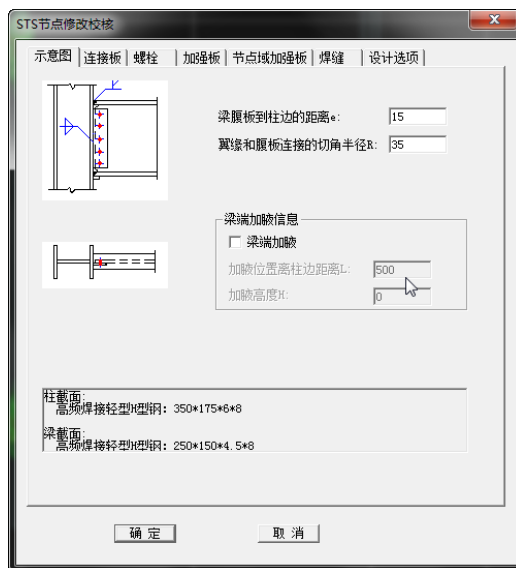 STS节点修改校核
示意图 连接板 螺栓 加强板 节点域加强板 焊缝 设计选项
梁腹板到柱边的距离e: 15
翼缘和腹板连接的切角半径R: 35
梁端加腋信息
梁端加腋
加腋位置离柱边距离L: 500
加腋高度H: 0
柱截面:
高频焊接轻型H型钢: 350*175*6*8
梁截面:
高频焊接轻型H型钢: 250*150*4.5*8
确 定 取 消